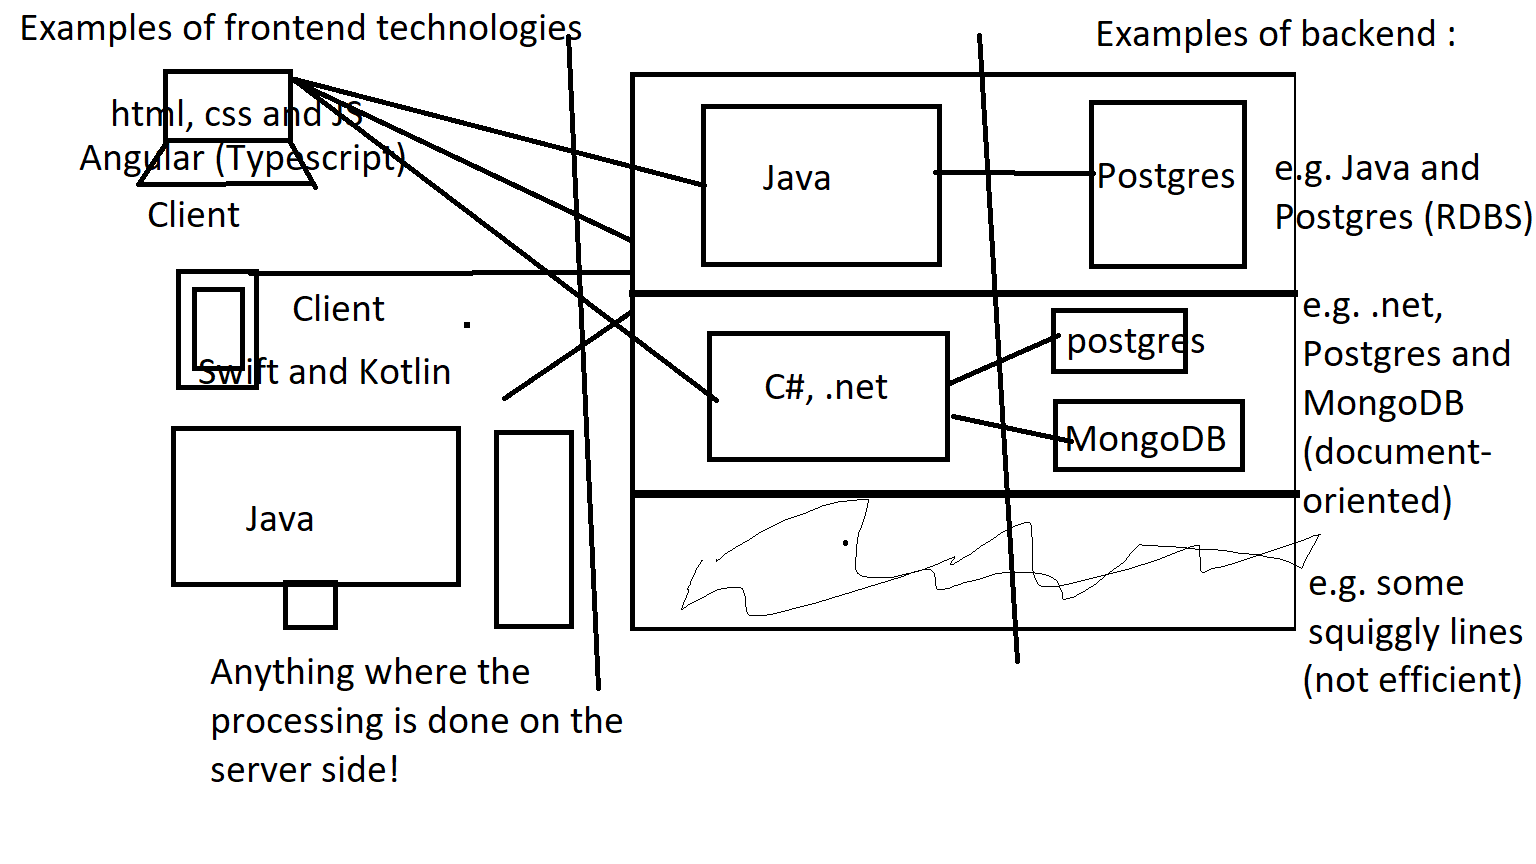 Examples of frontend technologies
html, css and JS
Angular (Typescript)
Client
Client
Swift and Kotlin
Java
Anything where the
processing is done on the
server side!
Java
Postgres
C#, .net
postgres
MongoDB
Examples of backend :
e.g. Java and
Postgres (RDBS)
e.g. .net,
Postgres and
MongoDB
(document-
oriented)
e.g. some
squiggly lines
(not efficient)